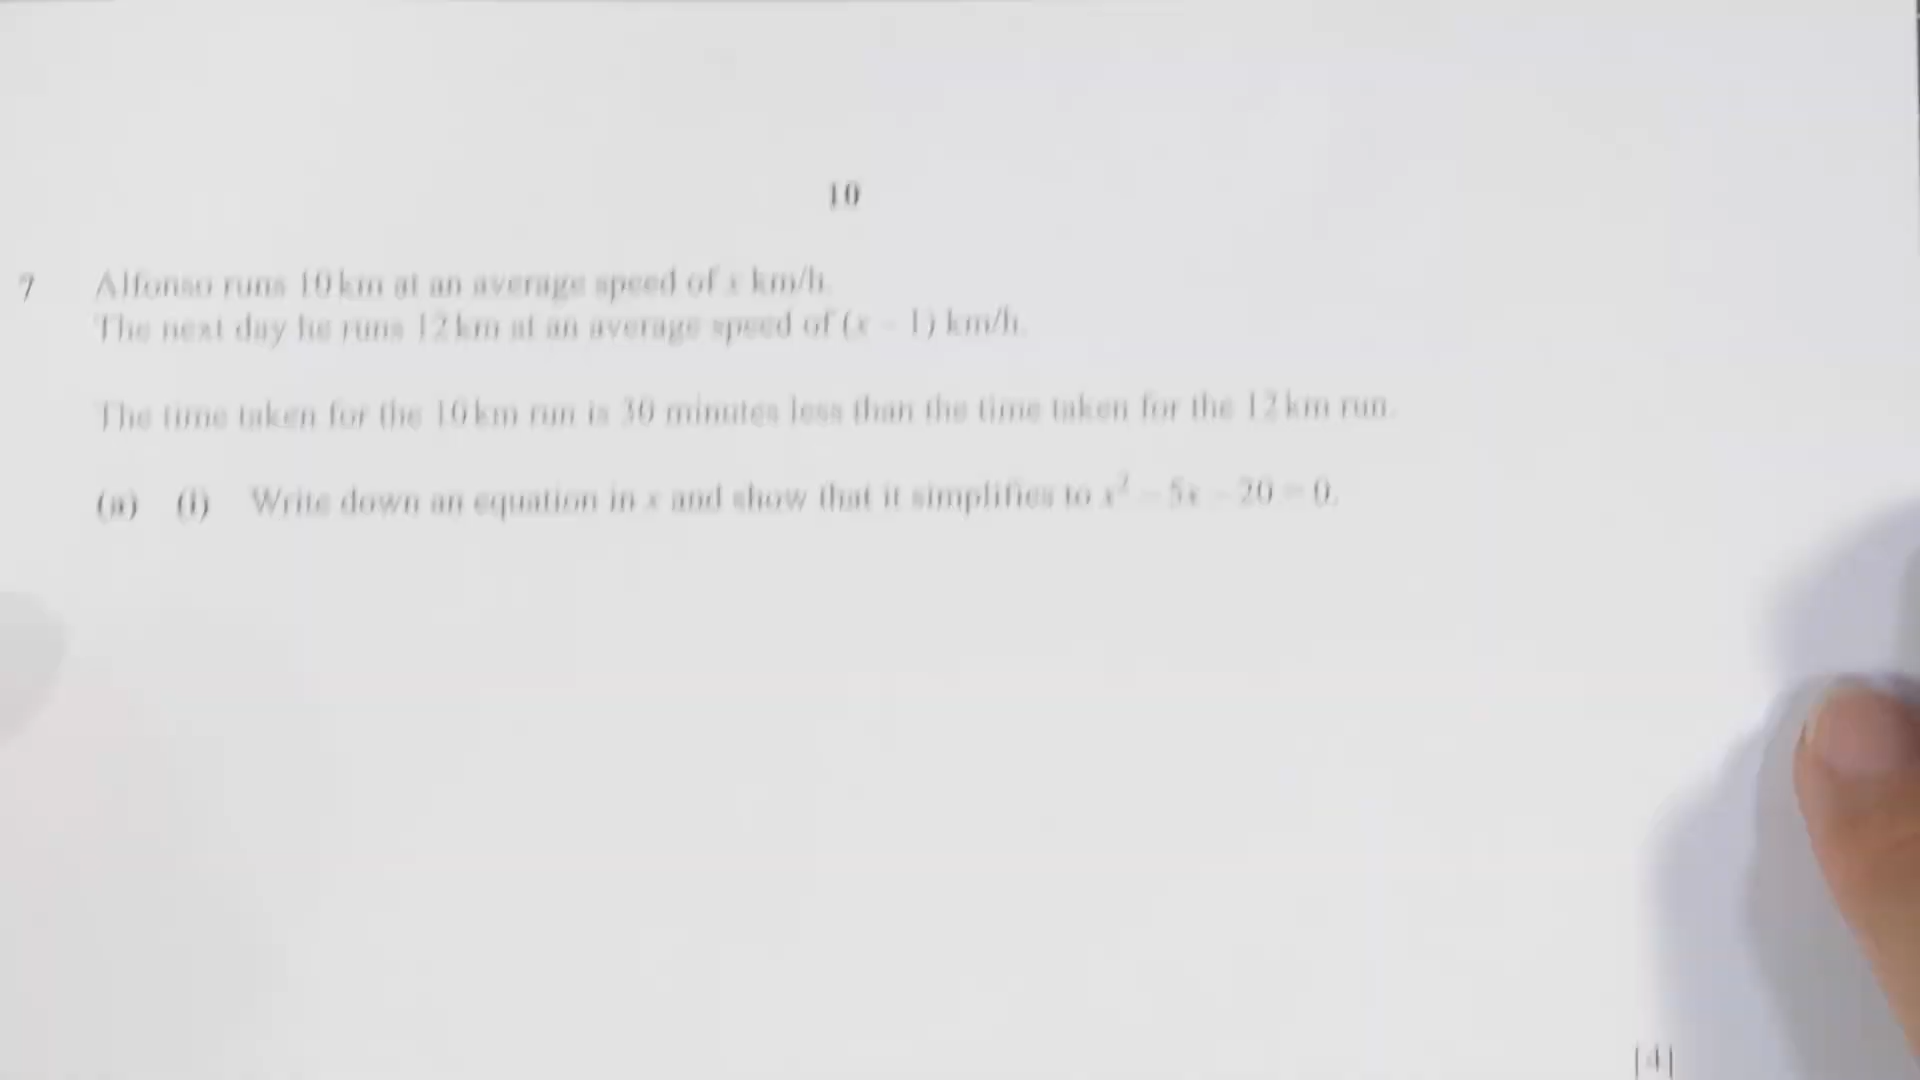 10
7 Alfonso runs 10 km at an average speed of x km/h.
The next day he runs 12 km at an average speed of (x − 1) km/h.
The time taken for the 10 km run is 30 minutes less than the time taken for the 12 km run.
(a) (i) Write down an equation in x and show that it simplifies to x² − 5x − 20 = 0.
[4]